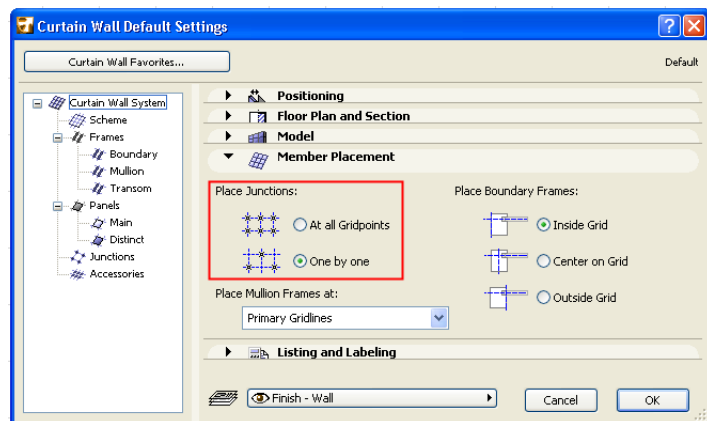 Curtain Wall Default Settings
Curtain Wall Favorites...
Default
Curtain Wall System
Scheme
Frames
Boundary
Mullion
Transom
Panels
Main
Distinct
Junctions
Accessories
Positioning
Floor Plan and Section
Model
Member Placement
Place Junctions:
At all Gridpoints
One by one
Place Mullion Frames at:
Primary Gridlines
Place Boundary Frames:
Inside Grid
Center on Grid
Outside Grid
Listing and Labeling
Finish - Wall
Cancel
OK